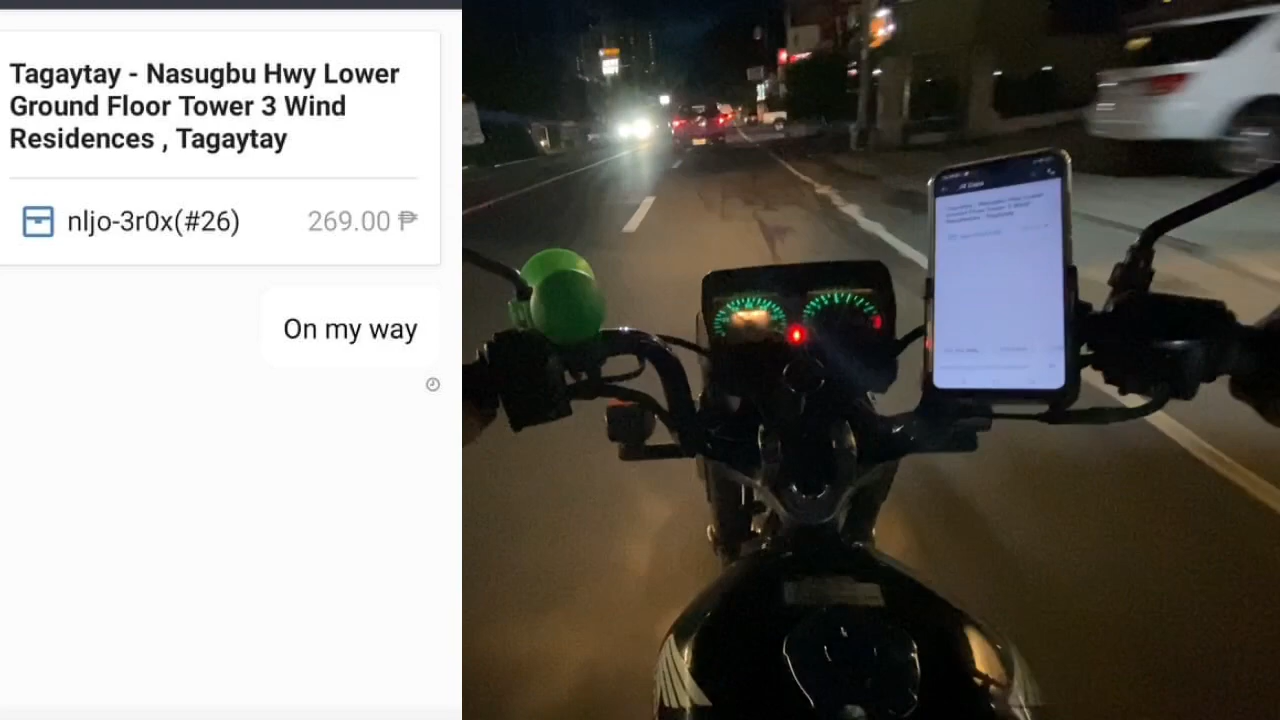 Tagaytay - Nasugbu Hwy Lower
Ground Floor Tower 3 Wind
Residences , Tagaytay
nljo-3r0x(#26)
269.00 ₱
On my way